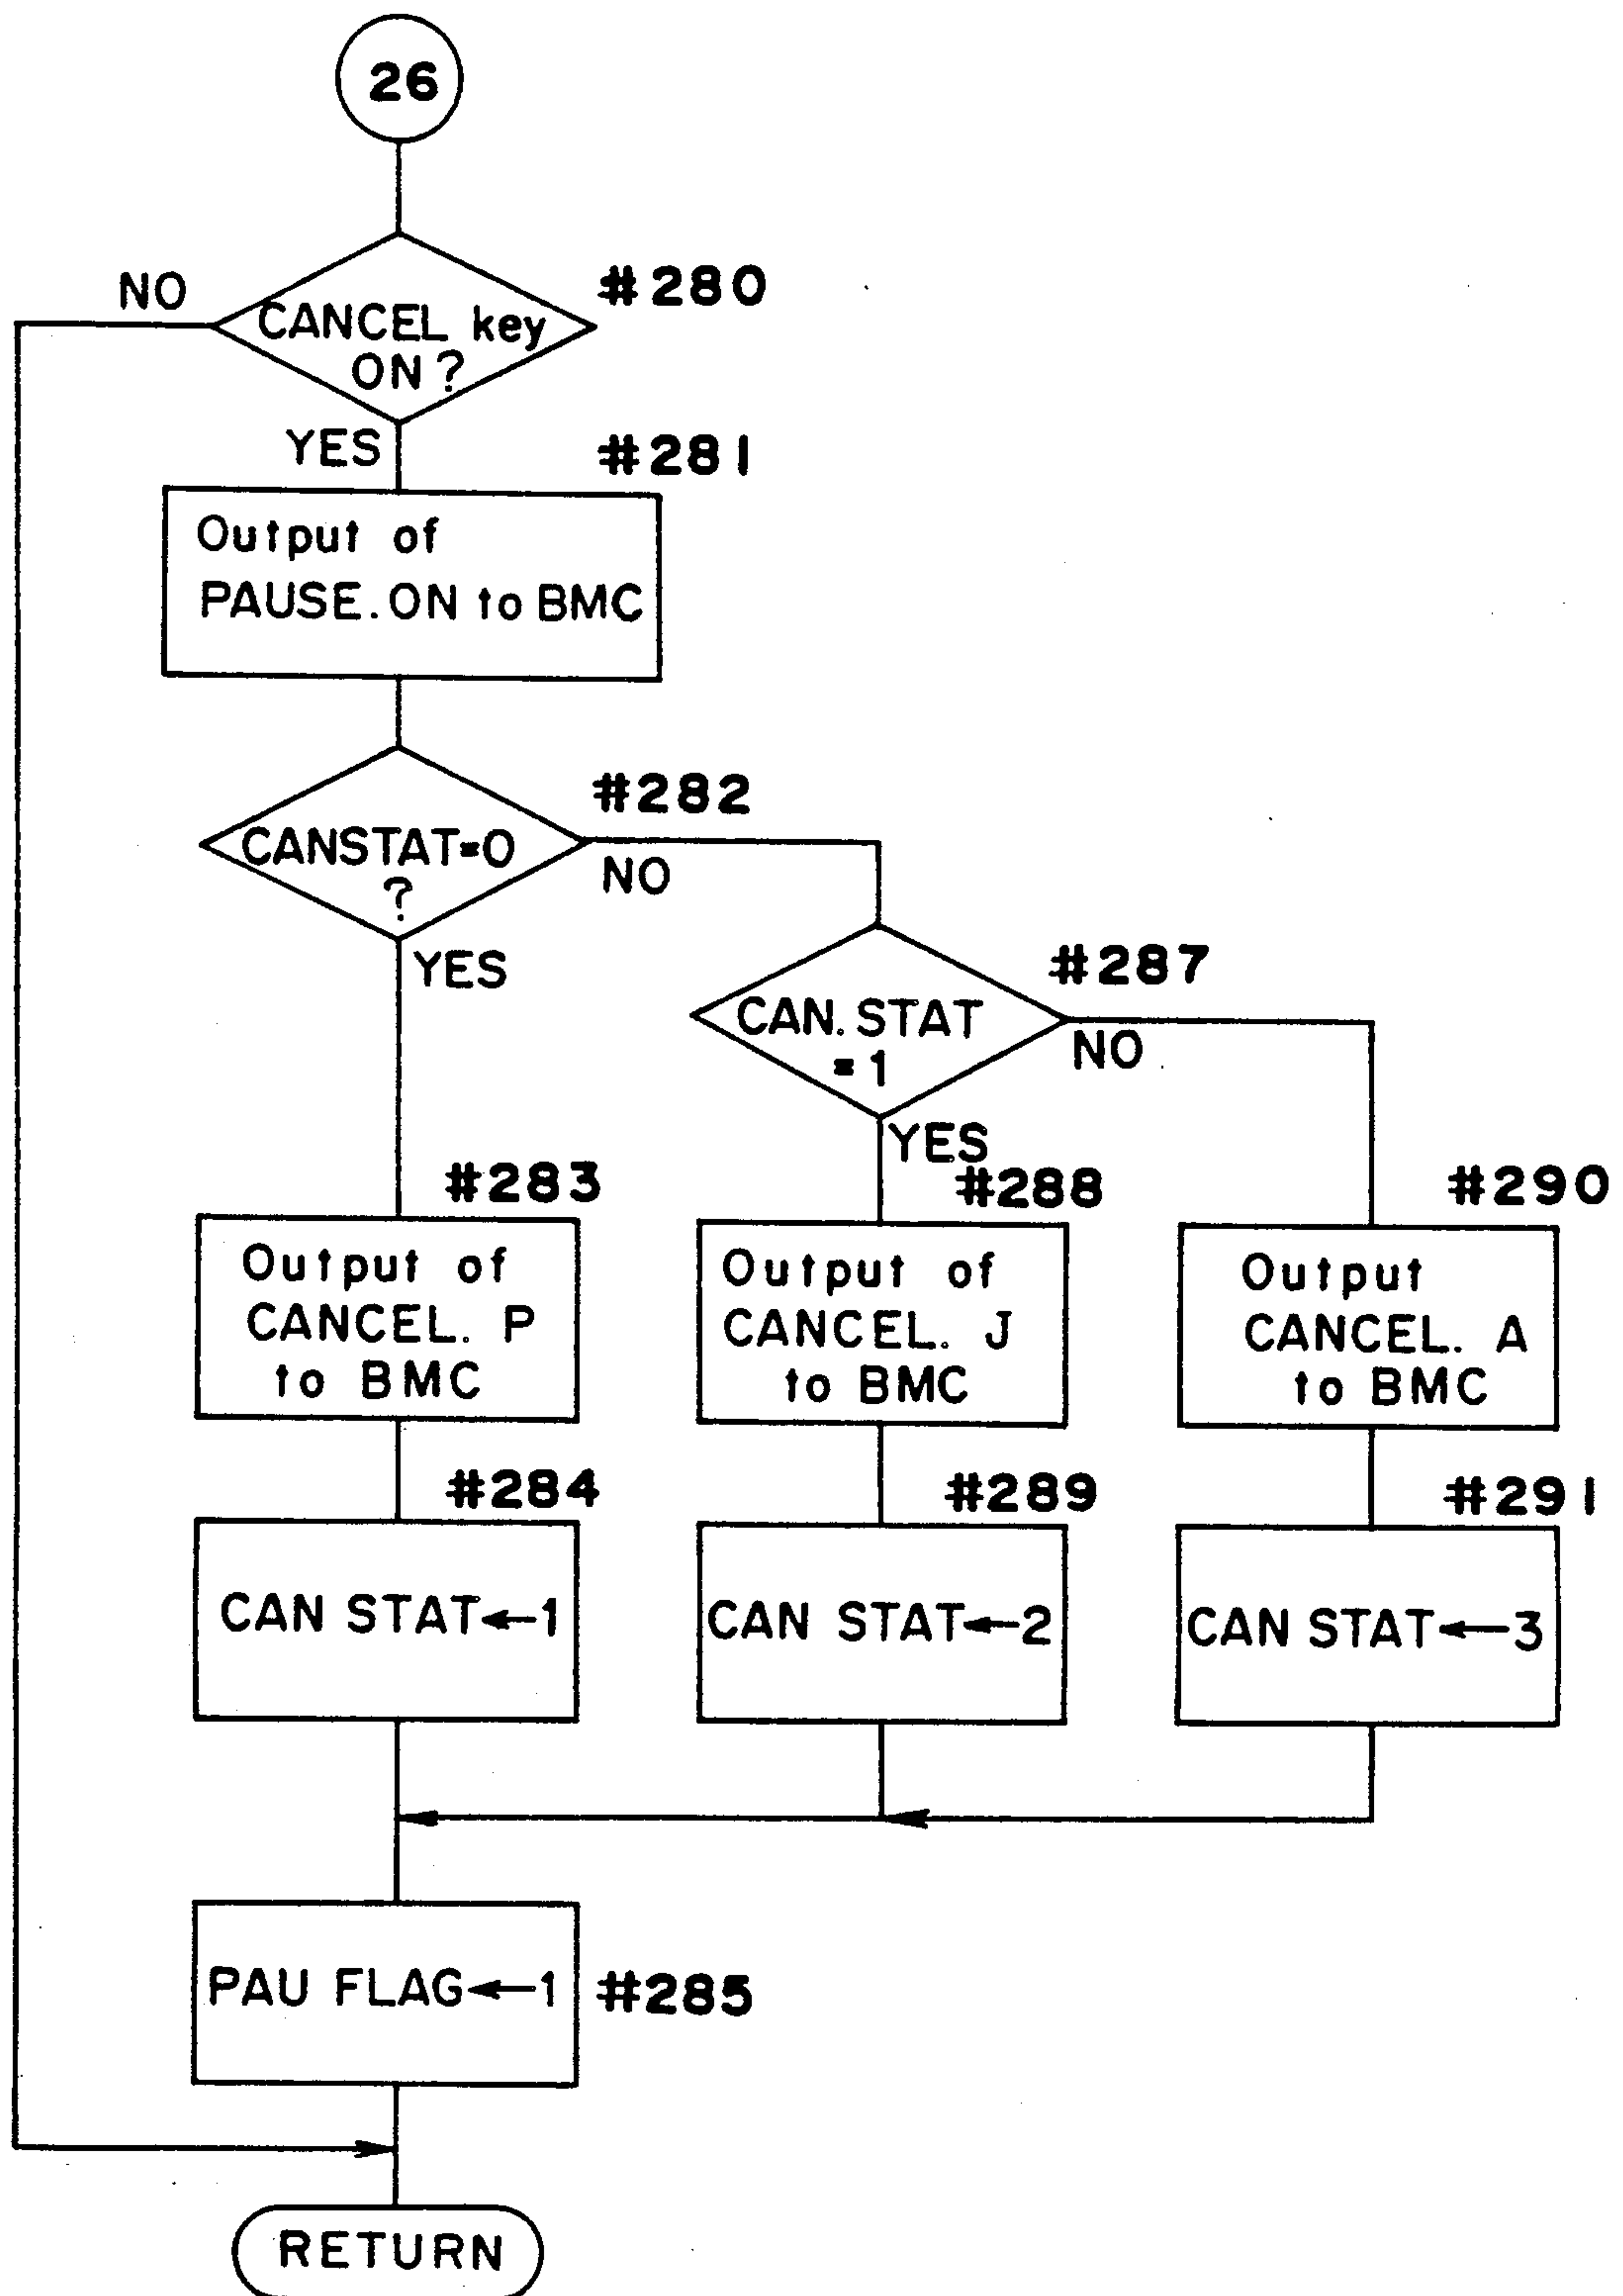 26
NO
#280
CANCEL key
ON ?
YES
#281
Output of
PAUSE. ON to BMC
#282
CANSTAT=0
?
NO
YES
#287
CAN. STAT
= 1
NO
YES
#283
#288
#290
Output of
CANCEL. P
to BMC
Output of
CANCEL. J
to BMC
Output
CANCEL. A
to BMC
#284
#289
#291
CAN STAT←1
CAN STAT←2
CAN STAT←3
PAU FLAG←1
#285
RETURN